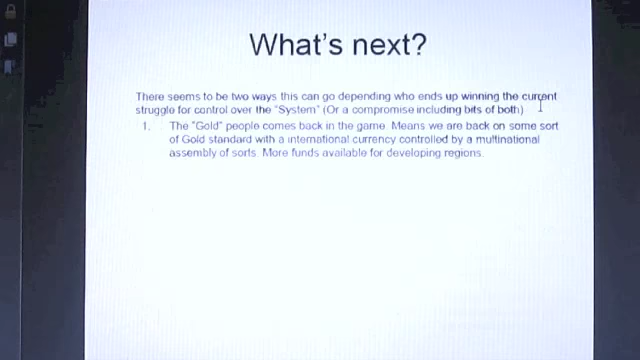 What's next?
There seems to be two ways this can go depending who ends up winning the current
struggle for control over the "System" (Or a compromise including bits of both)
1. The "Gold" people comes back in the game. Means we are back on some sort
of Gold standard with a international currency controlled by a multinational
assembly of sorts. More funds available for developing regions.